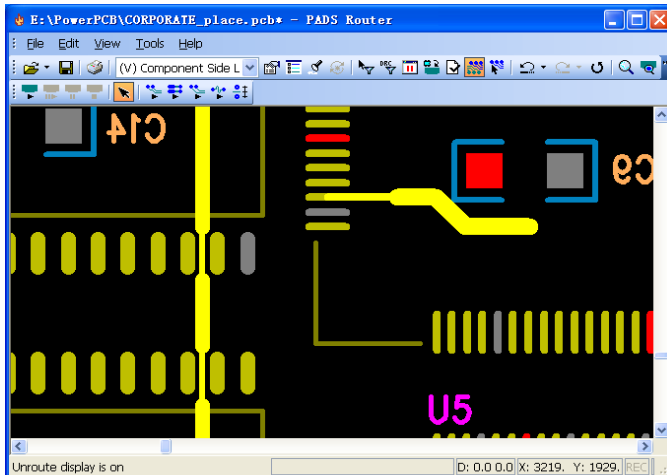 E:\PowerPCB\CORPORATE_place.pcb* - PADS Router
File Edit View Tools Help
(V) Component Side L
DRC
C14
C9
U5
Unroute display is on
D: 0.0 0.0 X: 3219. Y: 1929. REC